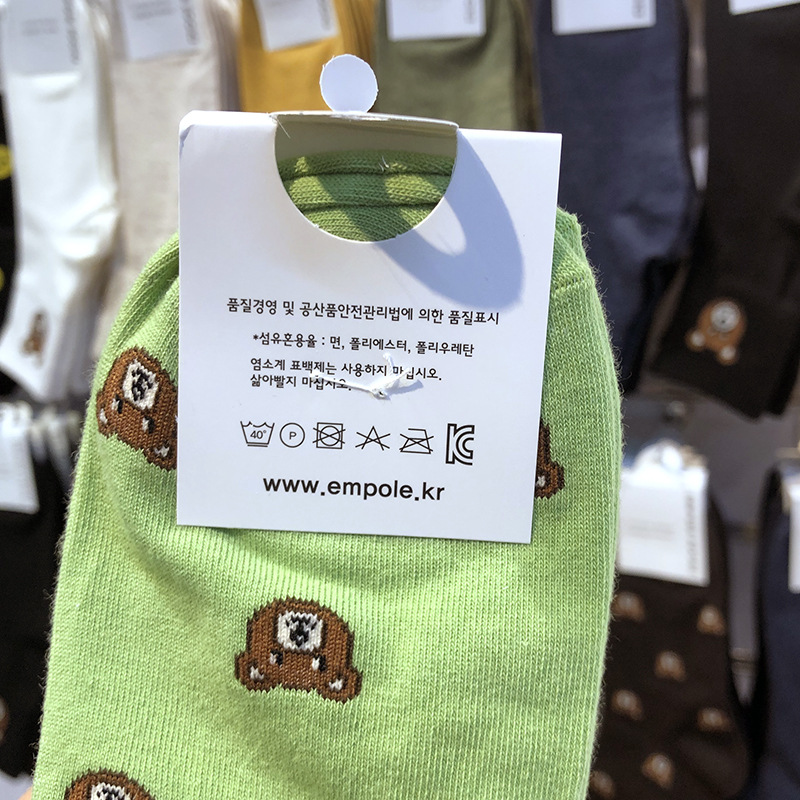 품질경영 및 공산품안전관리법에 의한 품질표시
*섬유혼용율 : 면, 폴리에스터, 폴리우레탄
염소계 표백제는 사용하지 마십시오.
삶아빨지 마십시오.
40°
P
www.empole.kr